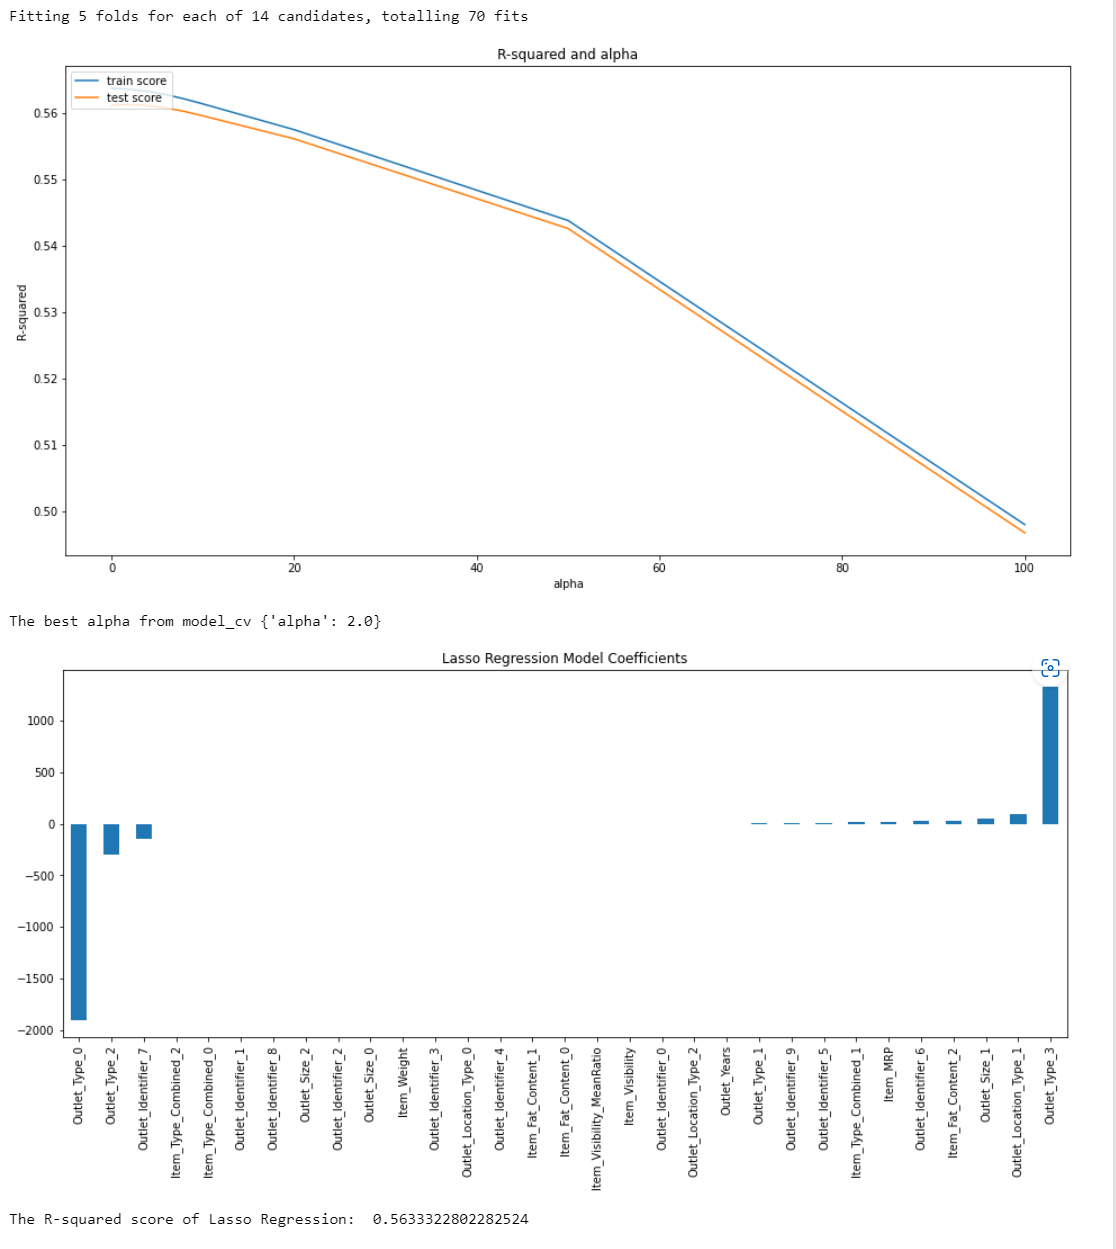 Fitting 5 folds for each of 14 candidates, totalling 70 fits
R-squared and alpha
train score
test score
0.56
0.55
0.54
0.53
0.52
0.51
0.50
R-squared
0 20 40 60 80 100
alpha
The best alpha from model_cv {'alpha': 2.0}
Lasso Regression Model Coefficients
1000
500
0
−500
−1000
−1500
−2000
Outlet_Type_0
Outlet_Type_2
Outlet_Identifier_7
Item_Type_Combined_2
Item_Type_Combined_0
Outlet_Identifier_1
Outlet_Identifier_8
Outlet_Size_2
Outlet_Identifier_2
Outlet_Size_0
Item_Weight
Outlet_Identifier_3
Outlet_Location_Type_0
Outlet_Identifier_4
Item_Fat_Content_1
Item_Fat_Content_0
Item_Visibility_MeanRatio
Item_Visibility
Outlet_Identifier_0
Outlet_Location_Type_2
Outlet_Years
Outlet_Type_1
Outlet_Identifier_9
Outlet_Identifier_5
Item_Type_Combined_1
Item_MRP
Outlet_Identifier_6
Item_Fat_Content_2
Outlet_Size_1
Outlet_Location_Type_1
Outlet_Type_3
The R-squared score of Lasso Regression:  0.5633322802282524